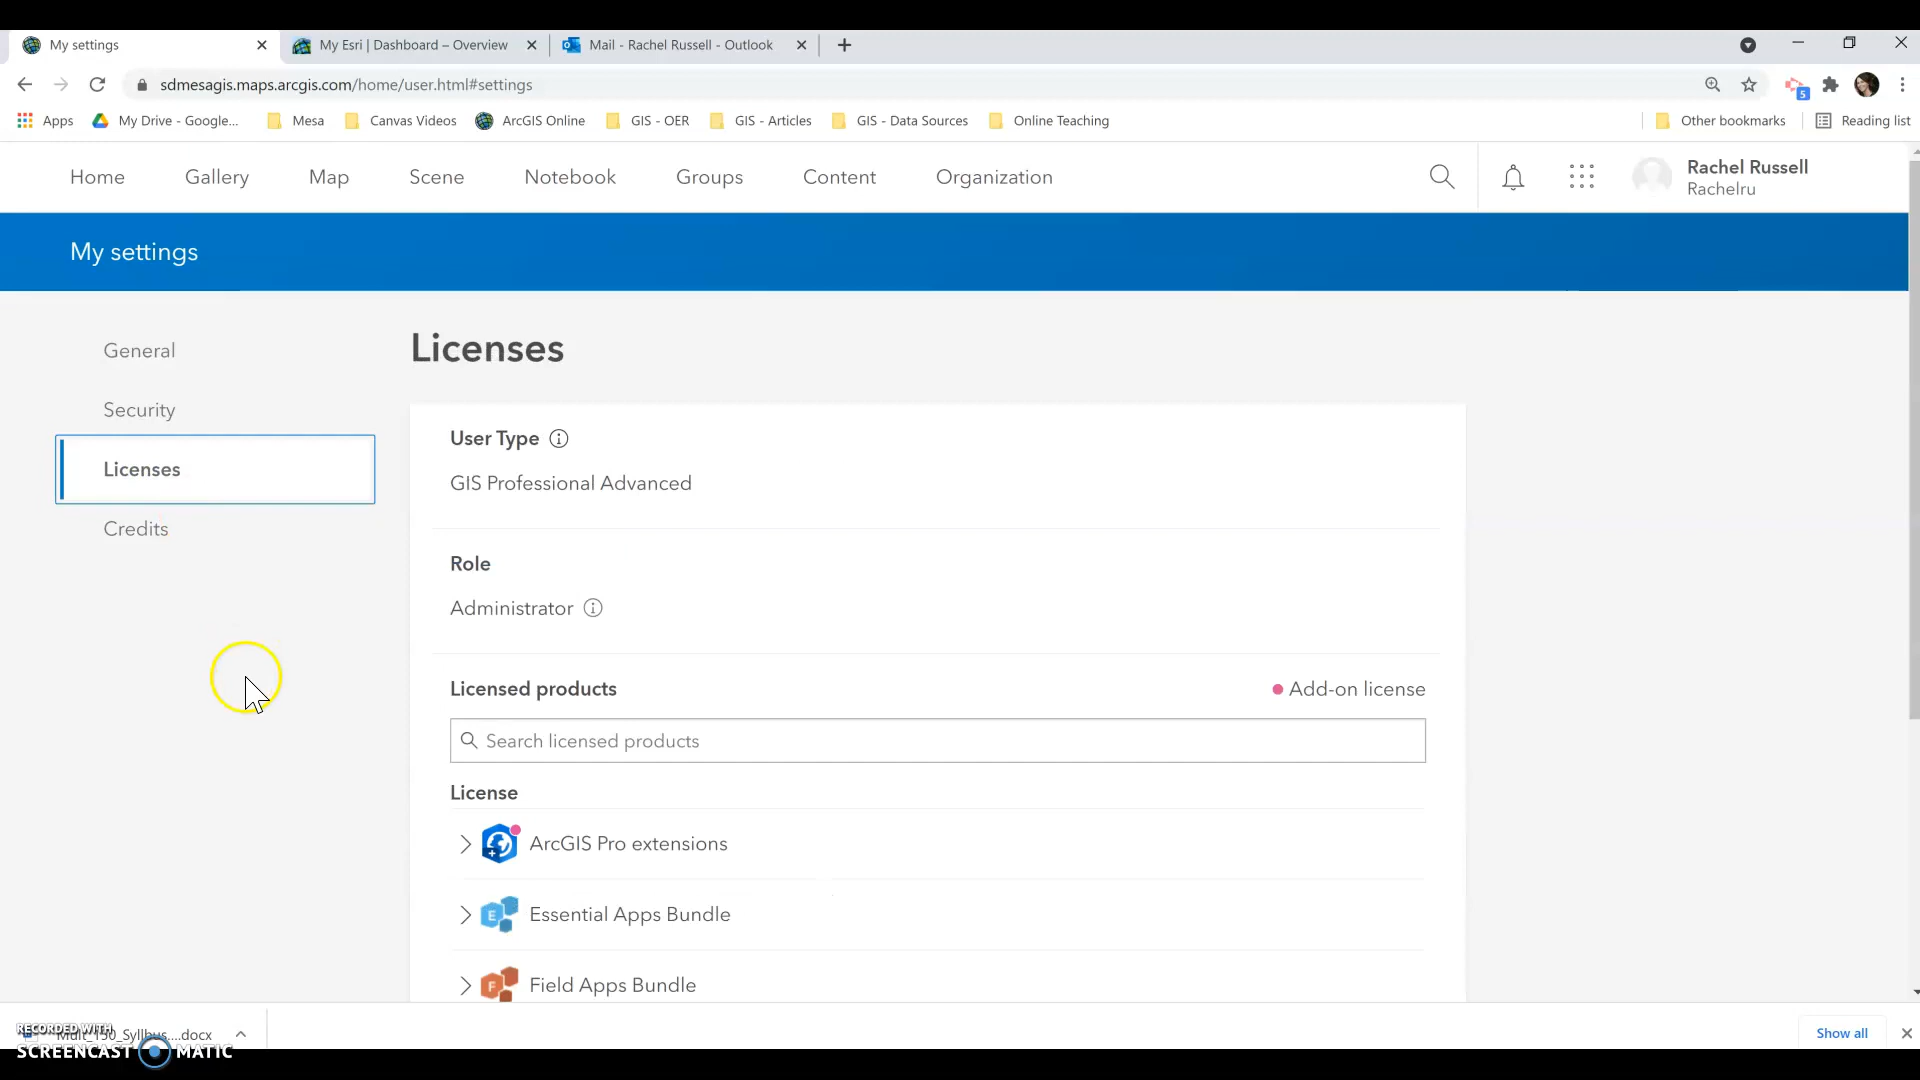 My settings
My Esri | Dashboard – Overview
Mail - Rachel Russell - Outlook
sdmesagis.maps.arcgis.com/home/user.html#settings
5
Apps
My Drive - Google...
Mesa
Canvas Videos
ArcGIS Online
GIS - OER
GIS - Articles
GIS - Data Sources
Online Teaching
Other bookmarks
Reading list
Home
Gallery
Map
Scene
Notebook
Groups
Content
Organization
Rachel Russell
Rachelru
My settings
General
Security
Licenses
Credits
Licenses
User Type
GIS Professional Advanced
Role
Administrator
Licensed products
Add-on license
Search licensed products
License
ArcGIS Pro extensions
E
Essential Apps Bundle
F
Field Apps Bundle
Mult_150_Syllbus....docx
Show all
RECORDED WITH
SCREENCAST MATIC